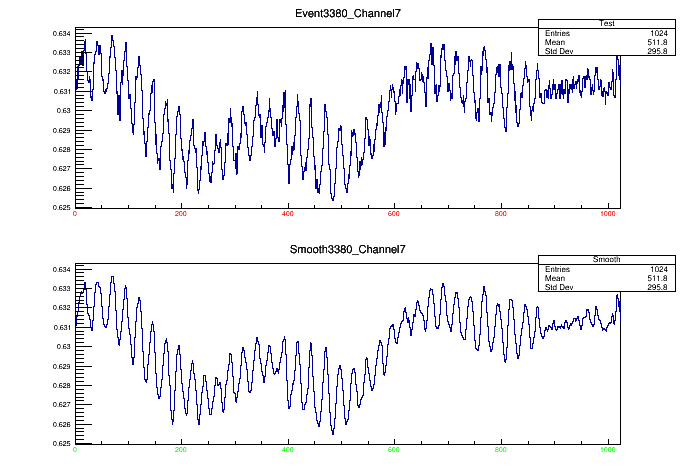 Event3380_Channel7
Test
Entries 1024
Mean 511.8
Std Dev 295.8
0.634
0.633
0.632
0.631
0.63
0.629
0.628
0.627
0.626
0.625
0 200 400 600 800 1000
Smooth3380_Channel7
Smooth
Entries 1024
Mean 511.8
Std Dev 295.8
0.634
0.633
0.632
0.631
0.63
0.629
0.628
0.627
0.626
0.625
0 200 400 600 800 1000